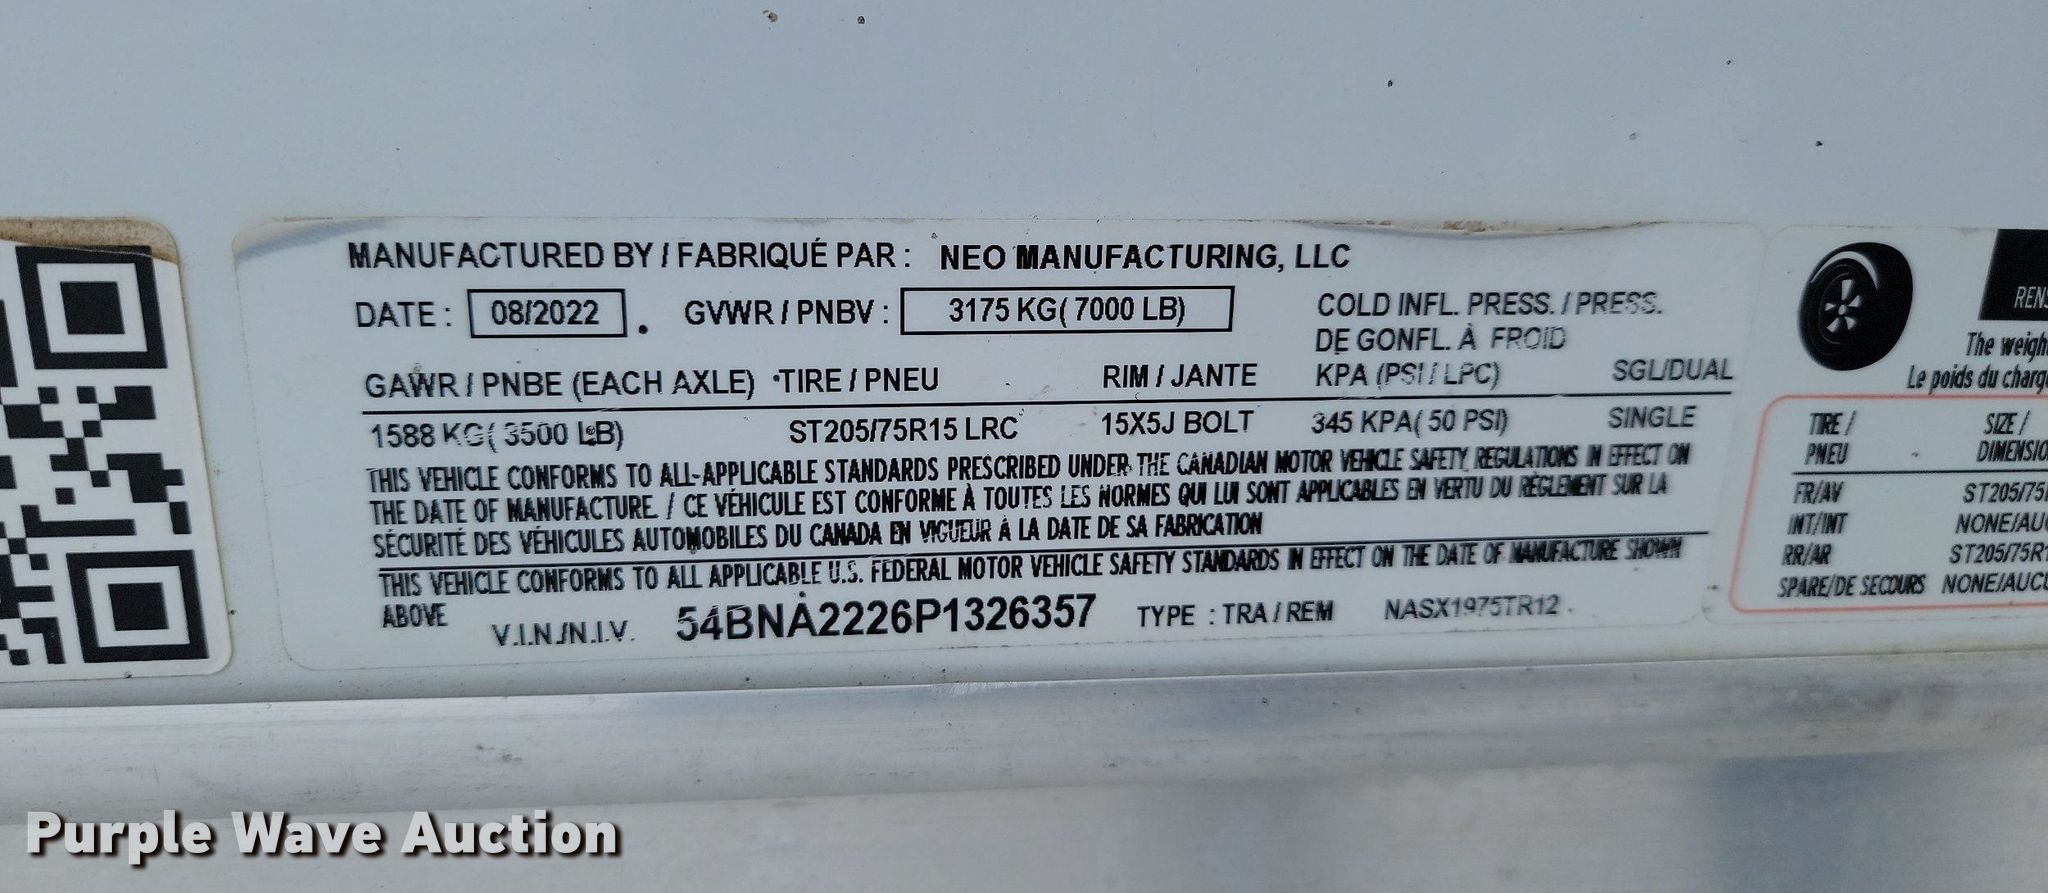 MANUFACTURED BY / FABRIQUÉ PAR : NEO MANUFACTURING, LLC
DATE : 08/2022 GVWR / PNBV : 3175 KG( 7000 LB)
COLD INFL. PRESS. / PRESS.
DE GONFL. À FROID
GAWR / PNBE (EACH AXLE) TIRE / PNEU RIM / JANTE KPA (PSI / LPC) SGL/DUAL
1588 KG( 3500 LB) ST205/75R15 LRC 15X5J BOLT 345 KPA( 50 PSI) SINGLE
THIS VEHICLE CONFORMS TO ALL-APPLICABLE STANDARDS PRESCRIBED UNDER THE CANADIAN MOTOR VEHICLE SAFETY REGULATIONS IN EFFECT ON
THE DATE OF MANUFACTURE. / CE VÉHICULE EST CONFORME À TOUTES LES NORMES QUI LUI SONT APPLICABLES EN VERTU DU RÈGLEMENT SUR LA
SÉCURITÉ DES VÉHICULES AUTOMOBILES DU CANADA EN VIGUEUR À LA DATE DE SA FABRICATION
THIS VEHICLE CONFORMS TO ALL APPLICABLE U.S. FEDERAL MOTOR VEHICLE SAFETY STANDARDS IN EFFECT ON THE DATE OF MANUFACTURE SHOWN
ABOVE V.I.N./N.I.V. 54BNA2226P1326357 TYPE : TRA / REM NASX1975TR12
The
Le poids du
TIRE / SIZE /
PNEU
FR/AV
INT/INT
RR/AR
SPARE/DE SECOURS
Purple Wave Auction